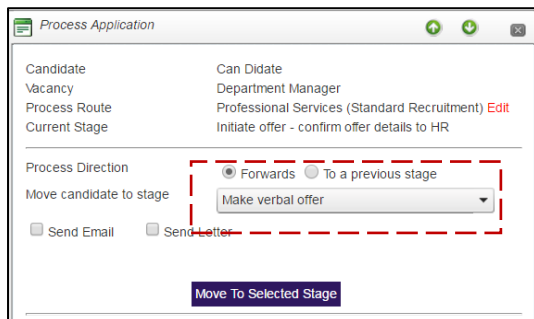 Process Application
Candidate Can Didate
Vacancy Department Manager
Process Route Professional Services (Standard Recruitment) Edit
Current Stage Initiate offer - confirm offer details to HR
Process Direction Forwards To a previous stage
Move candidate to stage Make verbal offer
Send Email Send Letter
Move To Selected Stage